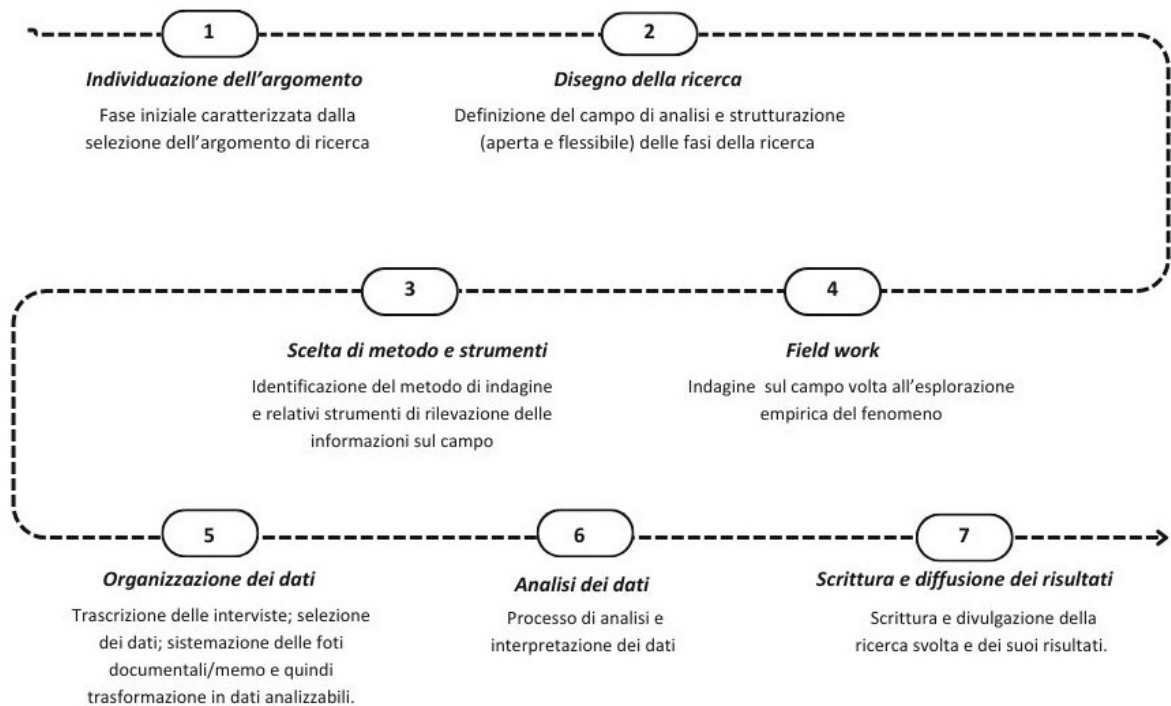 1
Individuazione dell’argomento
Fase iniziale caratterizzata dalla
selezione dell’argomento di ricerca
2
Disegno della ricerca
Definizione del campo di analisi e strutturazione
(aperta e flessibile) delle fasi della ricerca
3
Scelta di metodo e strumenti
Identificazione del metodo di indagine
e relativi strumenti di rilevazione delle
informazioni sul campo
4
Field work
Indagine sul campo volta all’esplorazione
empirica del fenomeno
5
Organizzazione dei dati
Trascrizione delle interviste; selezione
dei dati; sistemazione delle foti
documentali/memo e quindi
trasformazione in dati analizzabili.
6
Analisi dei dati
Processo di analisi e
interpretazione dei dati
7
Scrittura e diffusione dei risultati
Scrittura e divulgazione della
ricerca svolta e dei suoi risultati.